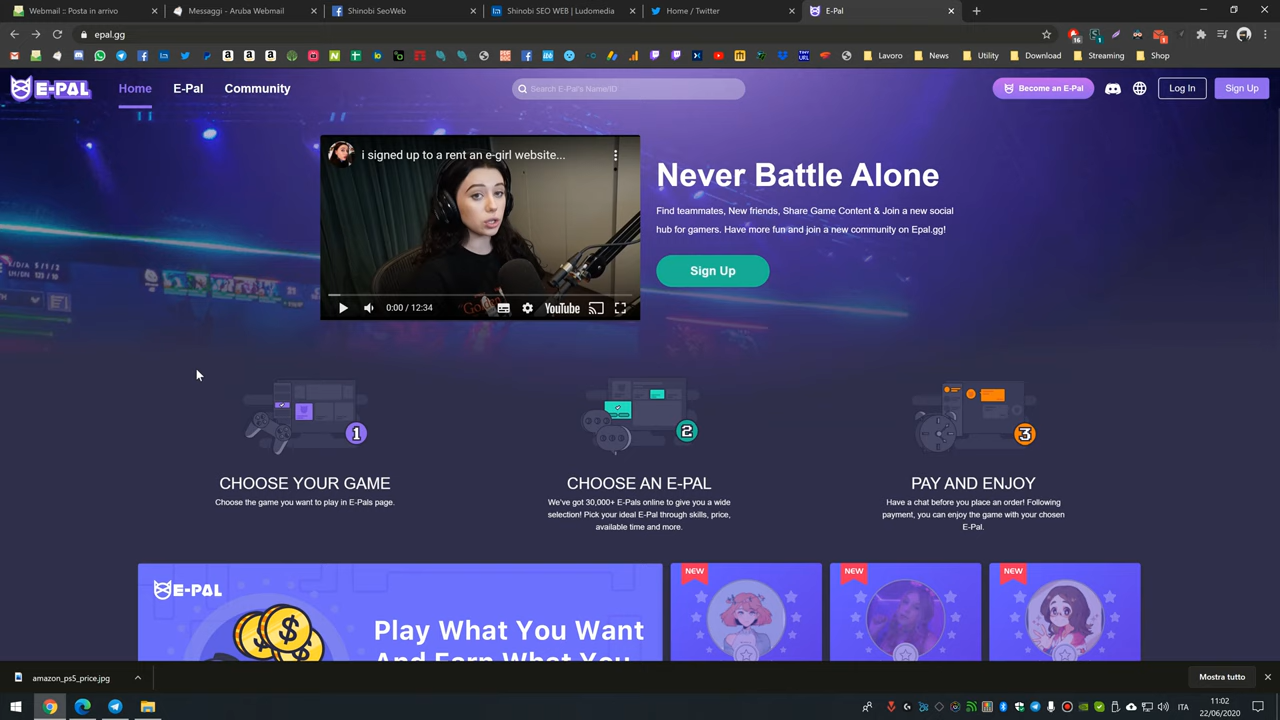 Webmail :: Posta in arrivo
Messaggi - Aruba Webmail
Shinobi SeoWeb
Shinobi SEO WEB | Ludomedia
Home / Twitter
E-Pal
epal.gg
Lavoro
News
Utility
Download
Streaming
Shop
E-PAL
Home
E-Pal
Community
Search E-Pal's Name/ID
Become an E-Pal
Log In
Sign Up
i signed up to a rent an e-girl website...
0:00 / 12:34
YouTube
Never Battle Alone
Find teammates, New friends, Share Game Content & Join a new social
hub for gamers. Have more fun and join a new community on Epal.gg!
Sign Up
1
2
3
CHOOSE YOUR GAME
Choose the game you want to play in E-Pals page.
CHOOSE AN E-PAL
We've got 30,000+ E-Pals online to give you a wide
selection! Pick your ideal E-Pal through skills, price,
available time and more.
PAY AND ENJOY
Have a chat before you place an order! Following
payment, you can enjoy the game with your chosen
E-Pal.
E-PAL
Play What You Want
And Earn What You
NEW
NEW
NEW
amazon_ps5_price.jpg
Mostra tutto
ITA
11:02
22/06/2020